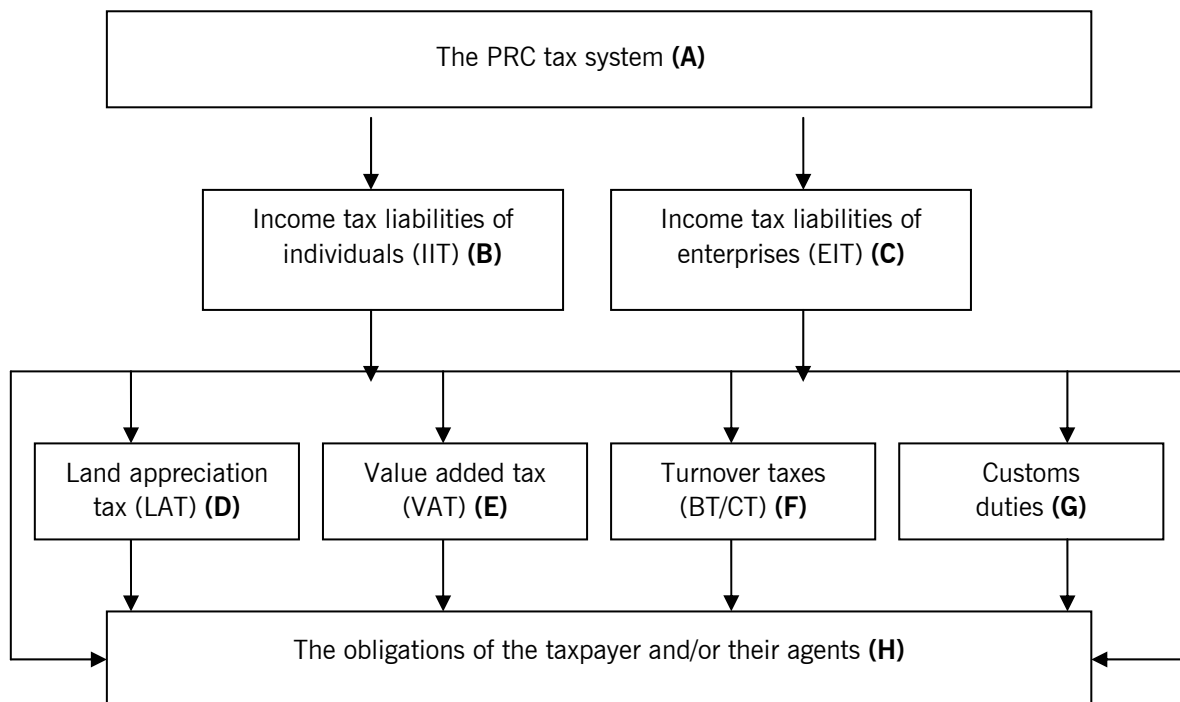 The PRC tax system (A)
Income tax liabilities of
individuals (IIT) (B)
Income tax liabilities of
enterprises (EIT) (C)
Land appreciation
tax (LAT) (D)
Value added tax
(VAT) (E)
Turnover taxes
(BT/CT) (F)
Customs
duties (G)
The obligations of the taxpayer and/or their agents (H)